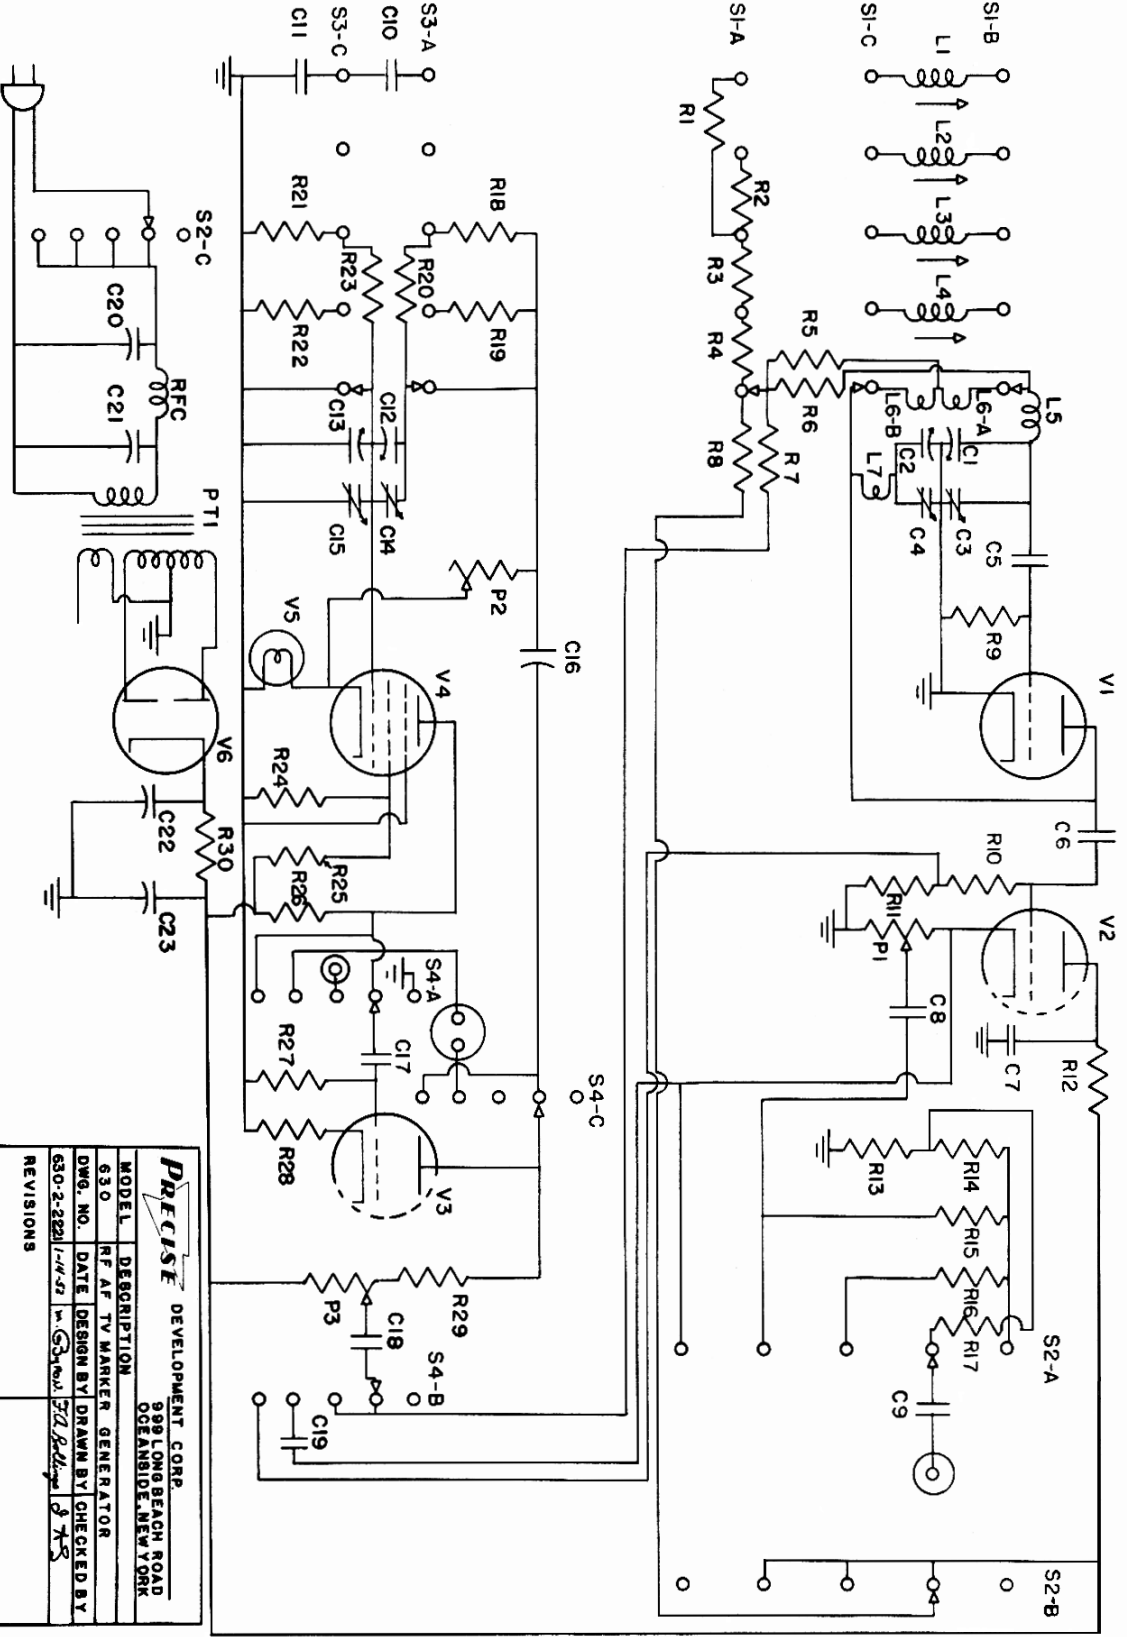 S1-B
L1
L2
L3
L4
S1-C
L5
L6-A
L6-B
C1
C2
L7
C3
C4
C5
R9
V1
C6
R10
V2
R11
P1
C8
C7
R12
S1-A
R1
R2
R3
R4
R5
R6
R7
R8
R13
R14
R15
R16
R17
S2-A
C9
S2-B
S3-A
C10
S3-C
C11
R18
R19
R20
R21
R22
R23
C12
C13
C14
C15
P2
C16
V5
V4
R24
R25
R26
S4-A
C17
R27
R28
S4-C
V3
R29
P3
C18
S4-B
C19
S2-C
C20
RFC
C21
PT1
V6
C22
R30
C23
PRECISE DEVELOPMENT CORP.
999 LONG BEACH ROAD
OCEANSIDE, NEW YORK
MODEL DESCRIPTION
630 RF AF TV MARKER GENERATOR
DWG. NO. DATE DESIGN BY DRAWN BY CHECKED BY
630-2-2221 1-14-52
REVISIONS